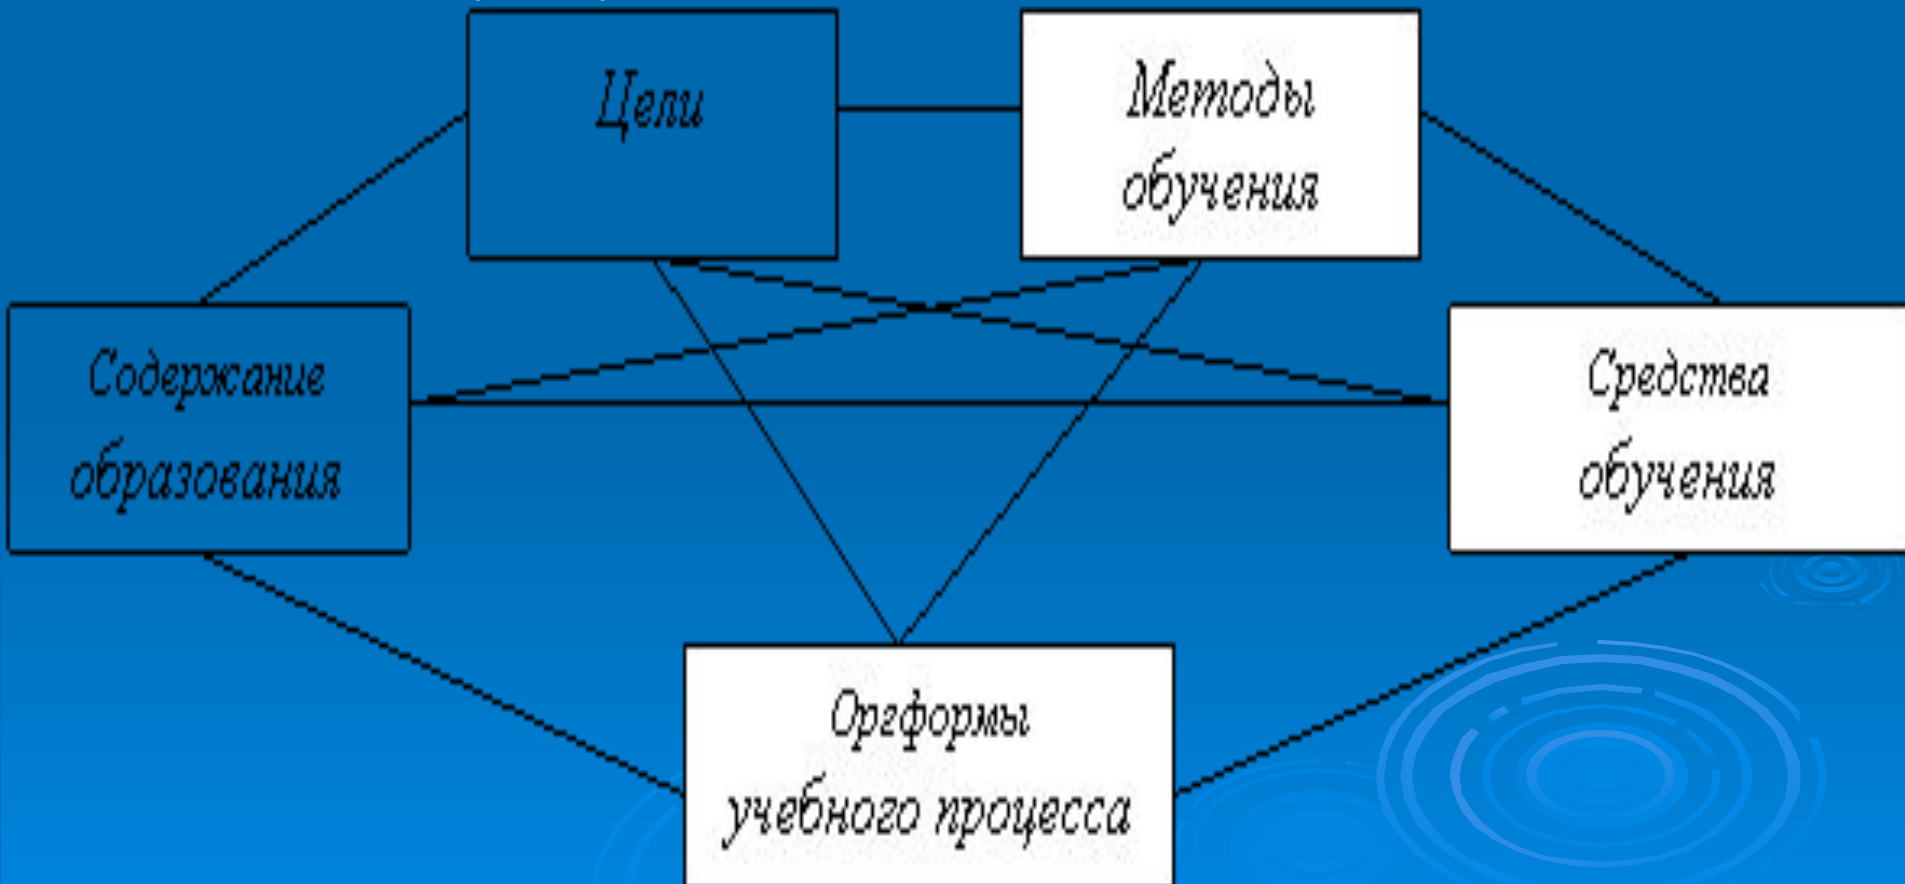 Цели
Методы
обучения
Содержание
образования
Средства
обучения
Оргформы
учебного процесса